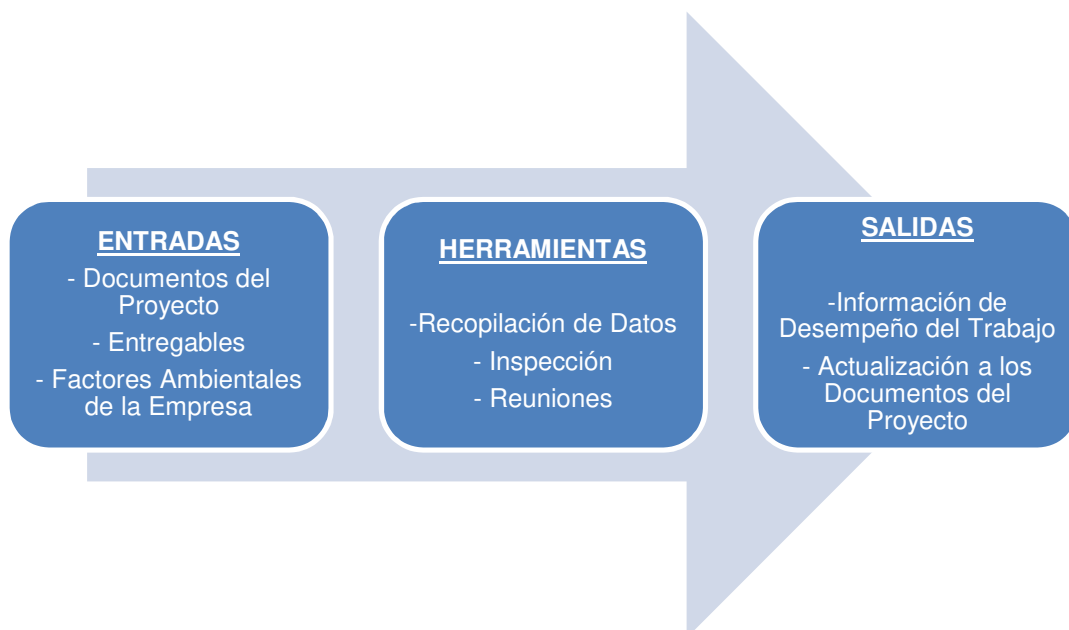 ENTRADAS
- Documentos del
Proyecto
- Entregables
- Factores Ambientales
de la Empresa
HERRAMIENTAS
-Recopilación de Datos
- Inspección
- Reuniones
SALIDAS
-Información de
Desempeño del Trabajo
- Actualización a los
Documentos del
Proyecto